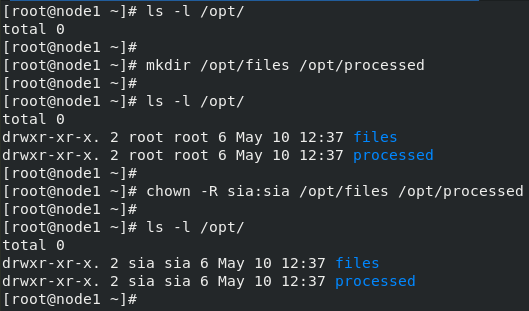 [root@node1 ~]# ls -l /opt/
total 0
[root@node1 ~]#
[root@node1 ~]# mkdir /opt/files /opt/processed
[root@node1 ~]#
[root@node1 ~]# ls -l /opt/
total 0
drwxr-xr-x. 2 root root 6 May 10 12:37 files
drwxr-xr-x. 2 root root 6 May 10 12:37 processed
[root@node1 ~]#
[root@node1 ~]# chown -R sia:sia /opt/files /opt/processed
[root@node1 ~]#
[root@node1 ~]# ls -l /opt/
total 0
drwxr-xr-x. 2 sia sia 6 May 10 12:37 files
drwxr-xr-x. 2 sia sia 6 May 10 12:37 processed
[root@node1 ~]#